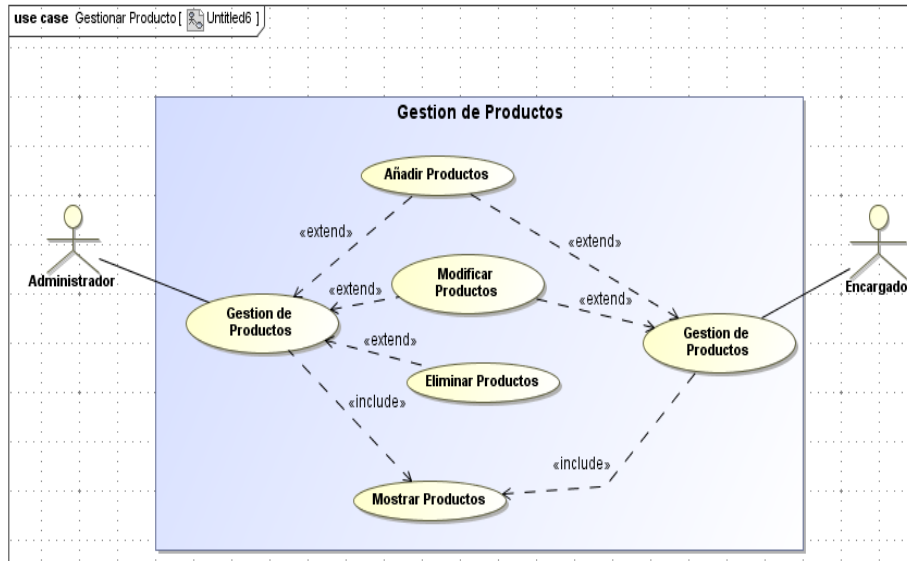 use case Gestionar Producto [ Untitled6 ]
Gestion de Productos
Añadir Productos
«extend»
«extend»
Administrador
Modificar
Productos
Encargado
«extend»
«extend»
Gestion de
Productos
Gestion de
Productos
«extend»
Eliminar Productos
«include»
«include»
Mostrar Productos